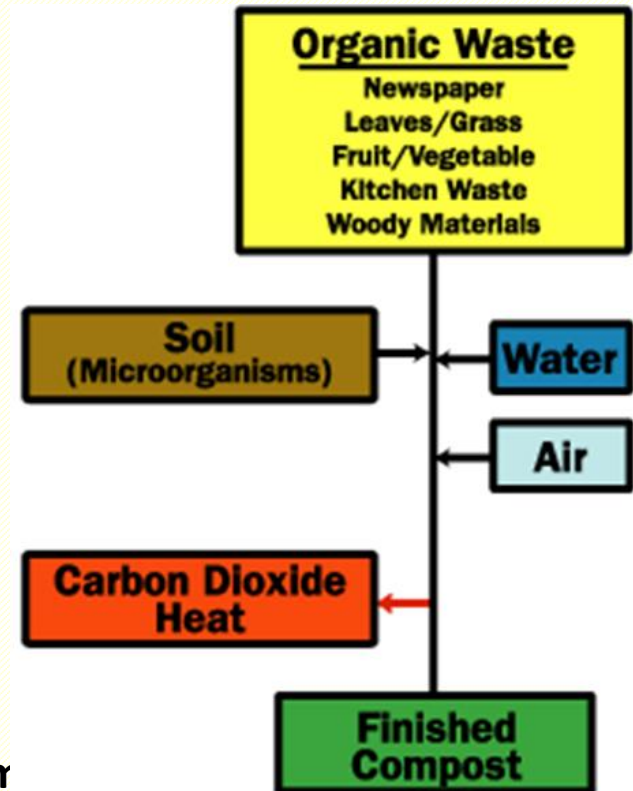 Organic Waste
Newspaper
Leaves/Grass
Fruit/Vegetable
Kitchen Waste
Woody Materials
Soil
(Microorganisms)
Water
Air
Carbon Dioxide
Heat
Finished
Compost